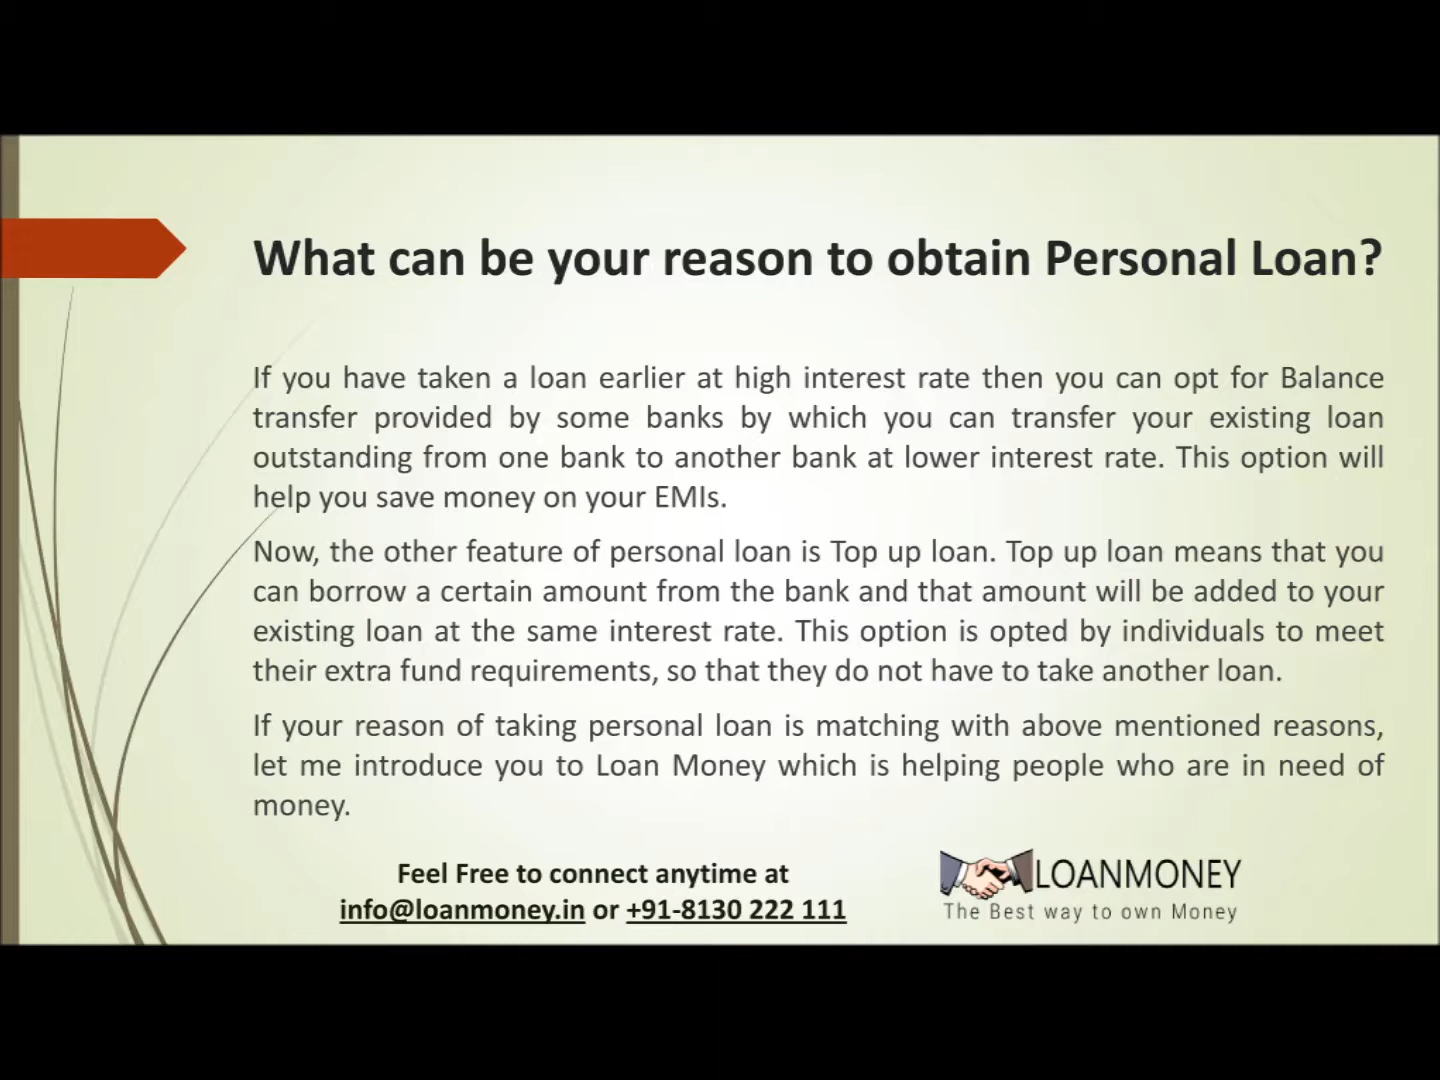 What can be your reason to obtain Personal Loan?
If you have taken a loan earlier at high interest rate then you can opt for Balance
transfer provided by some banks by which you can transfer your existing loan
outstanding from one bank to another bank at lower interest rate. This option will
help you save money on your EMIs.
Now, the other feature of personal loan is Top up loan. Top up loan means that you
can borrow a certain amount from the bank and that amount will be added to your
existing loan at the same interest rate. This option is opted by individuals to meet
their extra fund requirements, so that they do not have to take another loan.
If your reason of taking personal loan is matching with above mentioned reasons,
let me introduce you to Loan Money which is helping people who are in need of
money.
Feel Free to connect anytime at
info@loanmoney.in or +91-8130 222 111
LOANMONEY
The Best way to own Money